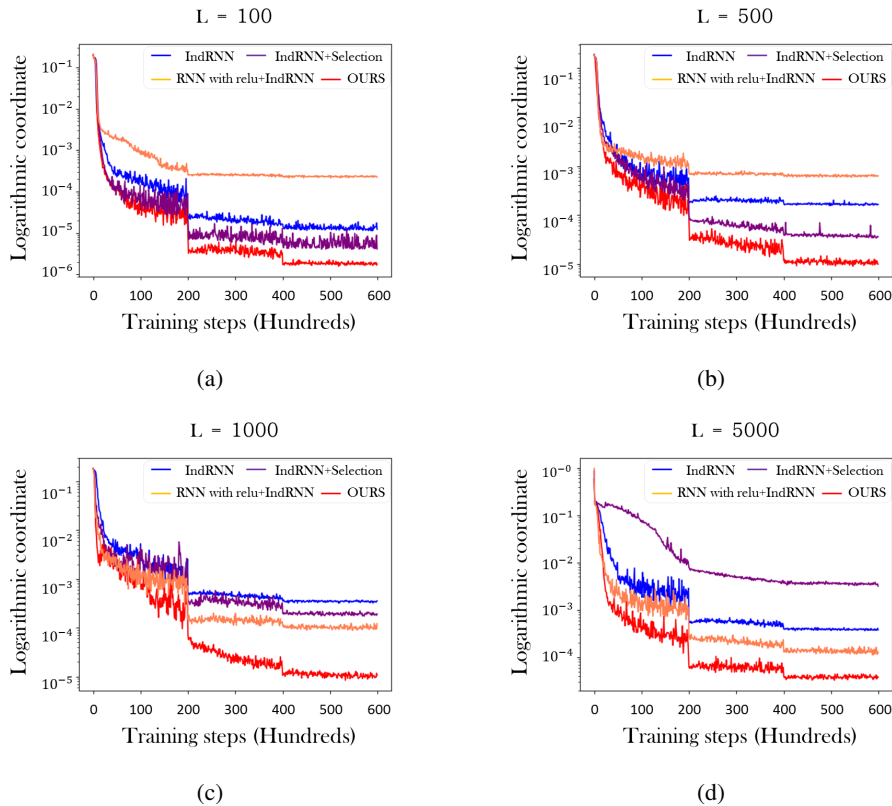 L = 100
Logarithmic coordinate
IndRNN IndRNN+Selection
RNN with relu+IndRNN OURS
10⁻¹
10⁻²
10⁻³
10⁻⁴
10⁻⁵
10⁻⁶
0 100 200 300 400 500 600
Training steps (Hundreds)
(a)
L = 500
Logarithmic coordinate
IndRNN IndRNN+Selection
RNN with relu+IndRNN OURS
10⁻¹
10⁻²
10⁻³
10⁻⁴
10⁻⁵
0 100 200 300 400 500 600
Training steps (Hundreds)
(b)
L = 1000
Logarithmic coordinate
IndRNN IndRNN+Selection
RNN with relu+IndRNN OURS
10⁻¹
10⁻²
10⁻³
10⁻⁴
10⁻⁵
0 100 200 300 400 500 600
Training steps (Hundreds)
(c)
L = 5000
Logarithmic coordinate
IndRNN IndRNN+Selection
RNN with relu+IndRNN OURS
10⁻⁰
10⁻¹
10⁻²
10⁻³
10⁻⁴
0 100 200 300 400 500 600
Training steps (Hundreds)
(d)